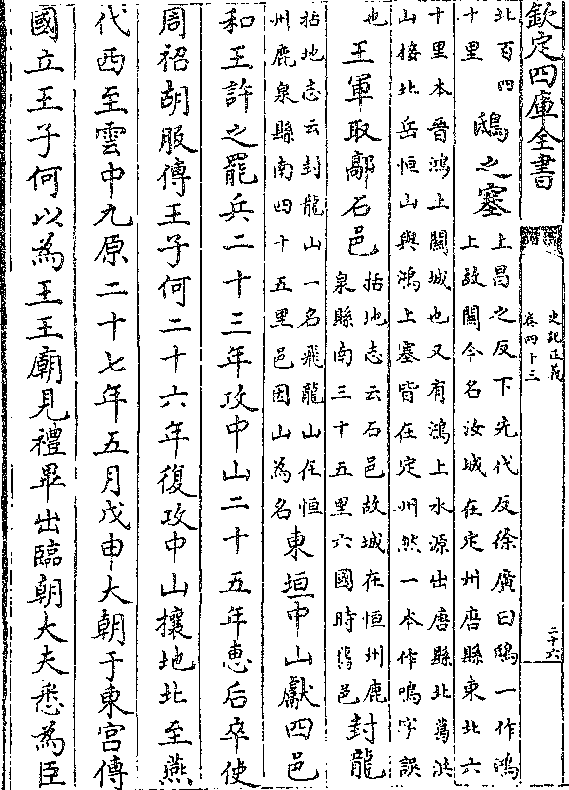 欽定四庫全書
史記正義
卷四十三
二十六
北百四
十里
鴟之塞
上昌之反下先代反徐廣曰鴟一作鴻
上故關今名汝城在定州唐縣東北六
十里本晉鴻上關城也又有鴻上水源出唐縣北葛洪
山接北岳恒山與鴻上塞皆在定州然一本作鳴字誤
也
王軍取鄗石邑
括地志云石邑故城在恒州鹿
泉縣南三十五里六國時舊邑
封龍
括地志云封龍山一名飛龍山在恒
州鹿泉縣南四十五里邑因山為名
東垣中山獻四邑
和王許之罷兵二十三年攻中山二十五年惠后卒使
周袑胡服傅王子何二十六年復攻中山攘地北至燕
代西至雲中九原二十七年五月戊申大朝于東宮傳
國立王子何以為王王廟見禮畢出臨朝大夫悉為臣